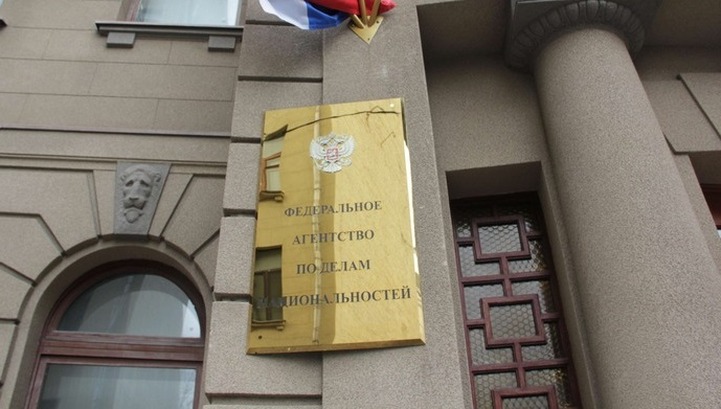 ФЕДЕРАЛЬНОЕ
АГЕНТСТВО
ПО ДЕЛАМ
НАЦИОНАЛЬНОСТЕЙ